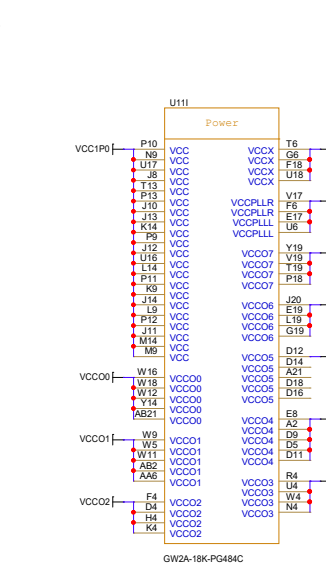 U11I
Power
VCC1P0 P10 VCC VCCX T6
N9 VCC VCCX G6
U17 VCC VCCX F18
J8 VCC VCCX U18
T13 VCC
P13 VCC VCCPLLR V17
J10 VCC VCCPLLR F6
J13 VCC VCCPLLL E17
K14 VCC VCCPLLL U6
P9 VCC
J12 VCC VCCO7 Y19
U16 VCC VCCO7 V19
L14 VCC VCCO7 T19
P11 VCC VCCO7 P18
K9 VCC
J14 VCC VCCO6 J20
L9 VCC VCCO6 E19
P12 VCC VCCO6 L19
J11 VCC VCCO6 G19
M14 VCC
M9 VCC VCCO5 D12
VCCO5 D14
VCCO0 W16 VCCO0 VCCO5 A21
W18 VCCO0 VCCO5 D18
W12 VCCO0 VCCO5 D16
Y14 VCCO0
AB21 VCCO0 VCCO4 E8
VCCO4 A2
VCCO1 W9 VCCO1 VCCO4 D9
W5 VCCO1 VCCO4 D5
W11 VCCO1 VCCO4 D11
AB2 VCCO1
AA6 VCCO1 VCCO3 R4
VCCO3 U4
VCCO2 F4 VCCO2 VCCO3 W4
D4 VCCO2 VCCO3 N4
H4 VCCO2
K4 VCCO2
GW2A-18K-PG484C